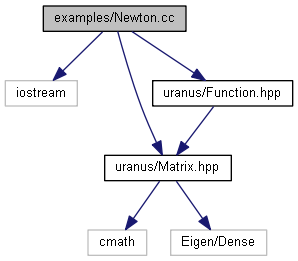 examples/Newton.cc
iostream
uranus/Function.hpp
uranus/Matrix.hpp
cmath
Eigen/Dense